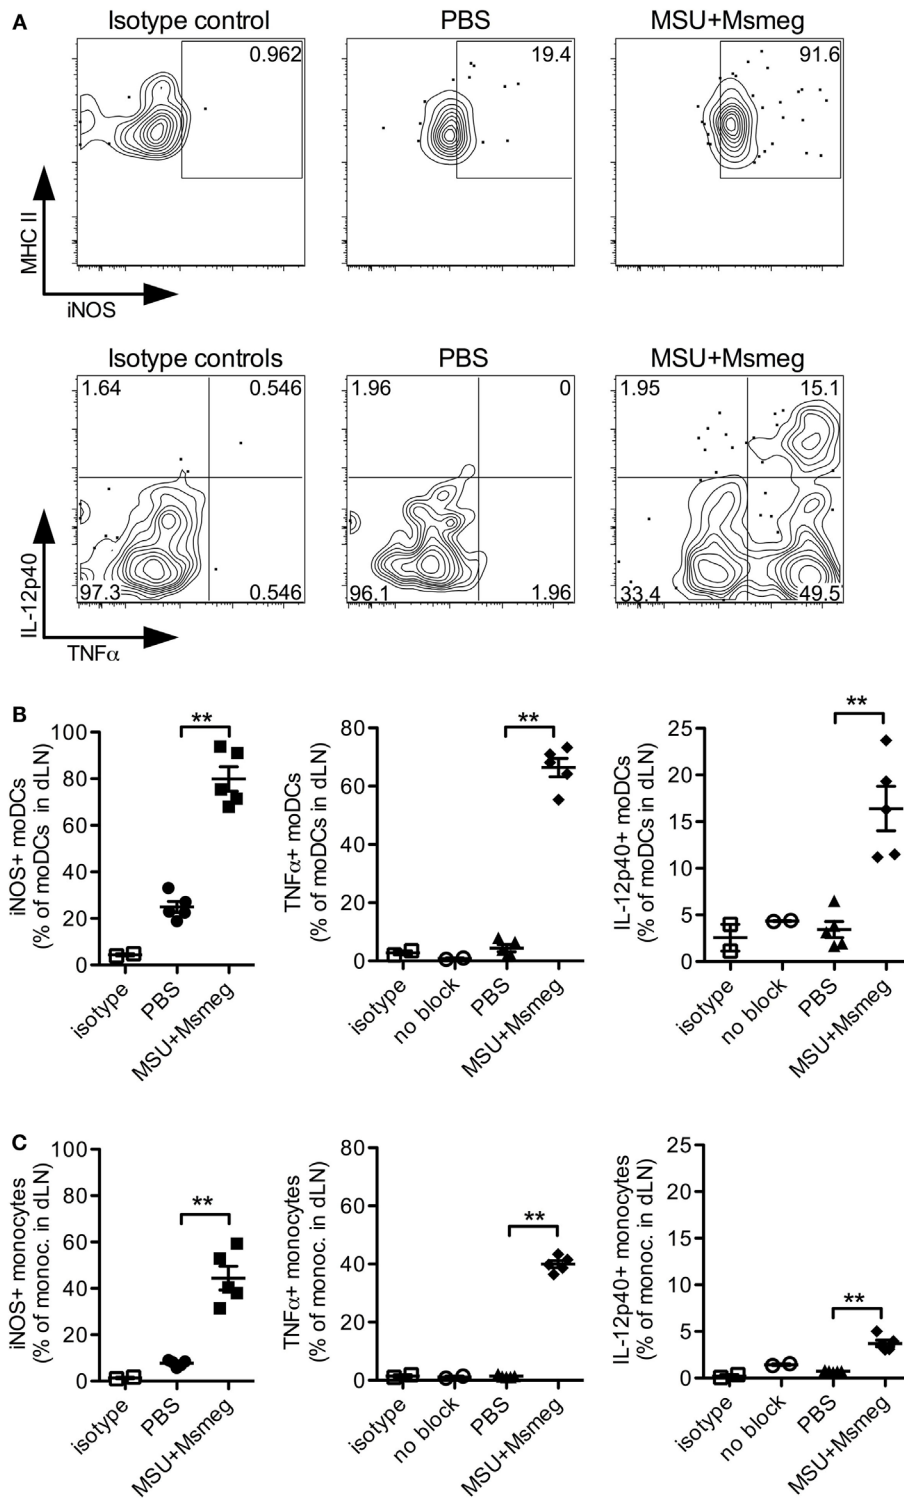 A
Isotype control PBS MSU+Msmeg
0.962 19.4 91.6
MHC II
iNOS
Isotype controls PBS MSU+Msmeg
1.64 0.546 1.96 0 1.95 15.1
97.3 0.546 96.1 1.96 33.4 49.5
IL-12p40
TNFα
B
iNOS+ moDCs
(% of moDCs in dLN)
100
80
60
40
20
0
**
isotype
PBS
MSU+Msmeg
TNFα+ moDCs
(% of moDCs in dLN)
80
60
40
20
0
**
isotype
no block
PBS
MSU+Msmeg
IL-12p40+ moDCs
(% of moDCs in dLN)
25
20
15
10
5
0
**
isotype
no block
PBS
MSU+Msmeg
C
iNOS+ monocytes
(% of monoc. in dLN)
100
80
60
40
20
0
**
isotype
PBS
MSU+Msmeg
TNFα+ monocytes
(% of monoc. in dLN)
80
60
40
20
0
**
isotype
no block
PBS
MSU+Msmeg
IL-12p40+ monocytes
(% of monoc. in dLN)
25
20
15
10
5
0
**
isotype
no block
PBS
MSU+Msmeg